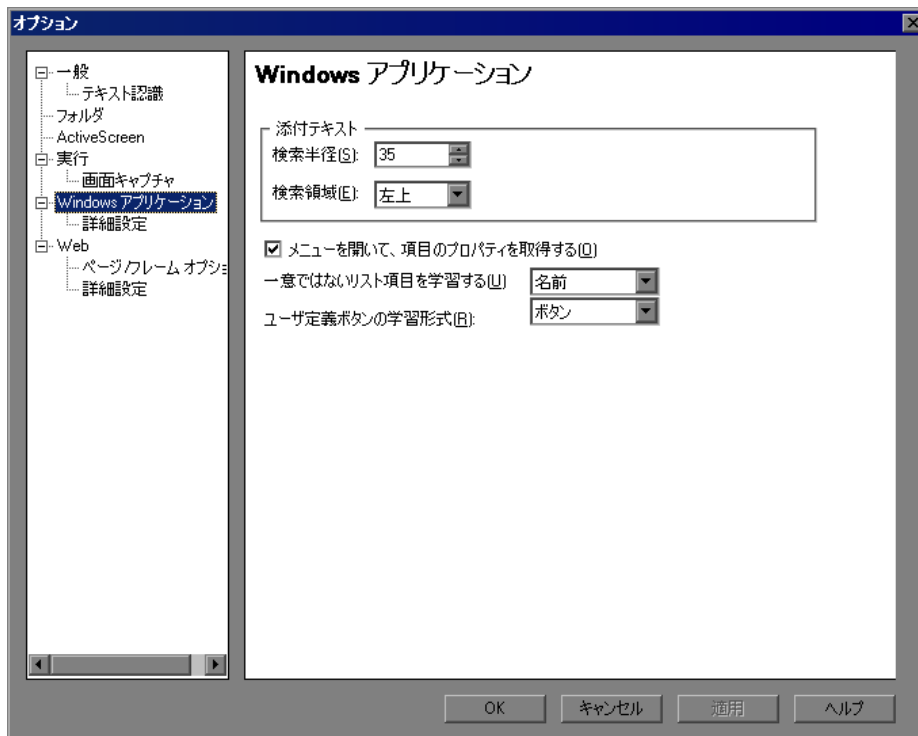 オプション
一般
テキスト認識
フォルダ
ActiveScreen
実行
画面キャプチャ
Windows アプリケーション
詳細設定
Web
ページ/フレーム オプショ
詳細設定
Windows アプリケーション
添付テキスト
検索半径(S): 35
検索領域(E): 左上
メニューを開いて、項目のプロパティを取得する(O)
一意ではないリスト項目を学習する(U) 名前
ユーザ定義ボタンの学習形式(R): ボタン
OK キャンセル 適用 ヘルプ